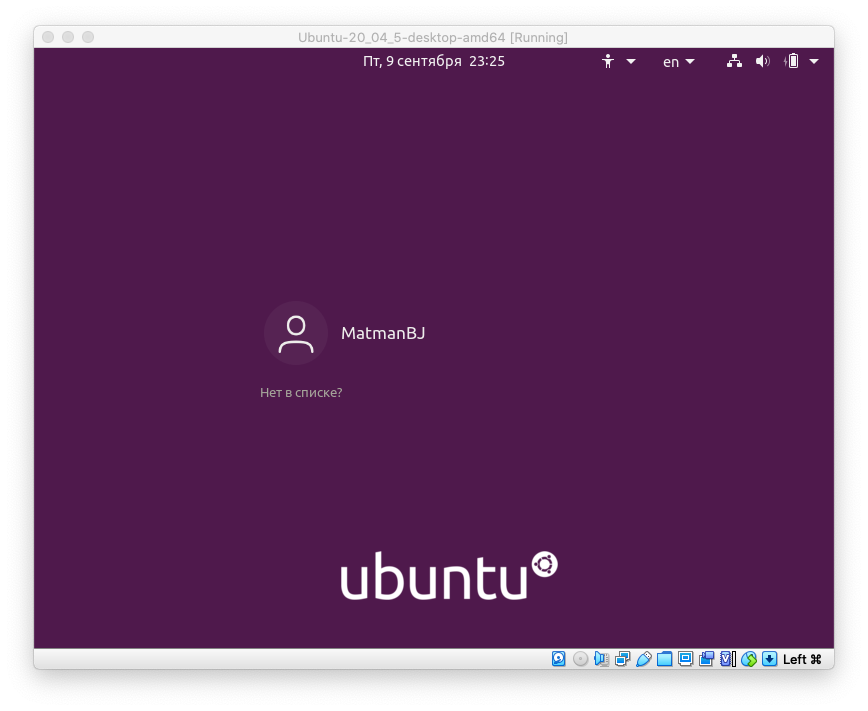 Ubuntu-20_04_5-desktop-amd64 [Running]
Пт, 9 сентября 23:25
en
MatmanBJ
Нет в списке?
ubuntu
Left ⌘